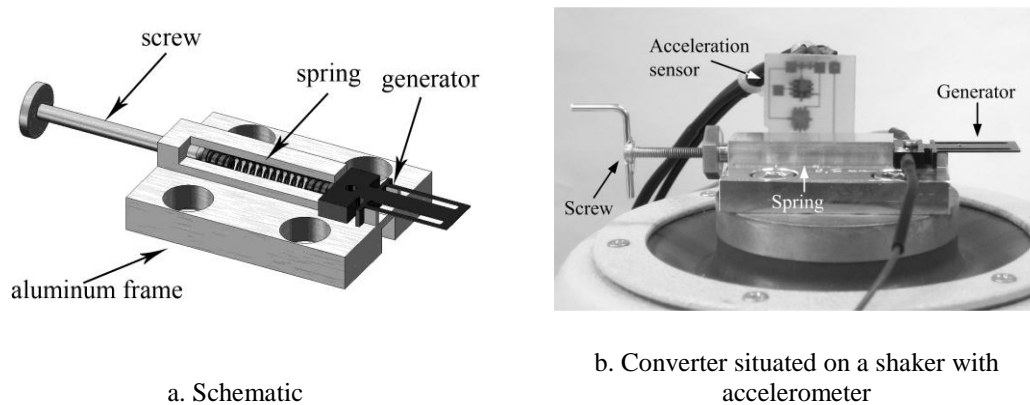 screw
spring
generator
aluminum frame
Acceleration
sensor
Generator
Screw
Spring
a. Schematic
b. Converter situated on a shaker with
accelerometer